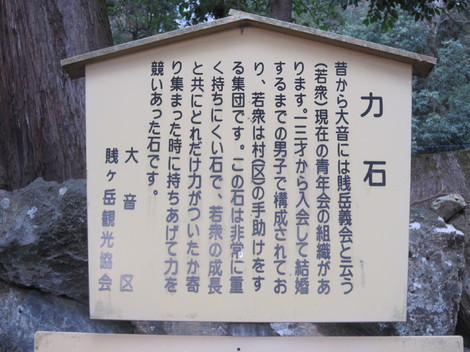 力石
昔から大音には賤岳義会と云う
(若衆)現在の青年会の組織があ
ります。一三才から入会して結婚
するまでの男子で構成されてお
り、若衆は村(区)の手助けをす
る集団です。この石は非常に重
く持ちにくい石で、若衆の成長
と共にどれだけ力がついたか寄
り集まった時に持ちあげて力を
競いあった石です。
大音区
賤ヶ岳観光協会